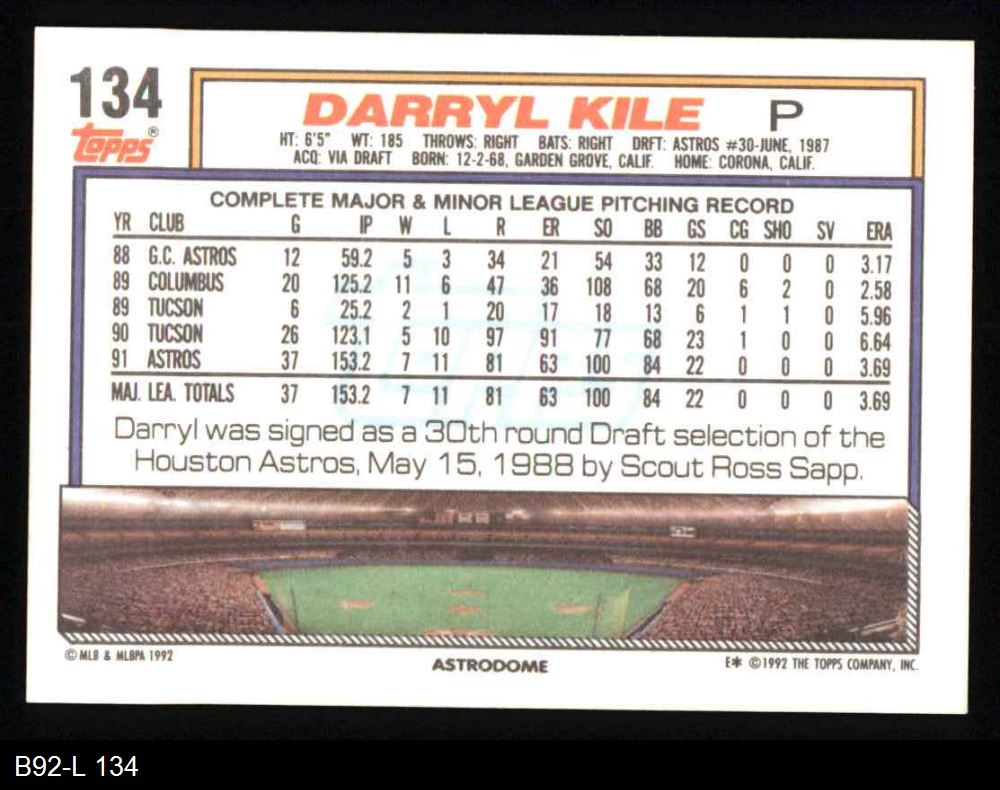 134
Topps®
DARRYL KILE P
HT: 6'5" WT: 185 THROWS: RIGHT BATS: RIGHT DRFT: ASTROS #30-JUNE, 1987
ACQ: VIA DRAFT BORN: 12-2-68, GARDEN GROVE, CALIF. HOME: CORONA, CALIF.
COMPLETE MAJOR & MINOR LEAGUE PITCHING RECORD
YR CLUB G IP W L R ER SO BB GS CG SHO SV ERA
88 G.C. ASTROS 12 59.2 5 3 34 21 54 33 12 0 0 0 3.17
89 COLUMBUS 20 125.2 11 6 47 36 108 68 20 6 2 0 2.58
89 TUCSON 6 25.2 2 1 20 17 18 13 6 1 1 0 5.96
90 TUCSON 26 123.1 5 10 97 91 77 68 23 1 0 0 6.64
91 ASTROS 37 153.2 7 11 81 63 100 84 22 0 0 0 3.69
MAJ. LEA. TOTALS 37 153.2 7 11 81 63 100 84 22 0 0 0 3.69
Darryl was signed as a 30th round Draft selection of the
Houston Astros, May 15, 1988 by Scout Ross Sapp.
© MLB & MLBPA 1992
ASTRODOME
E* © 1992 THE TOPPS COMPANY, INC.
B92-L 134